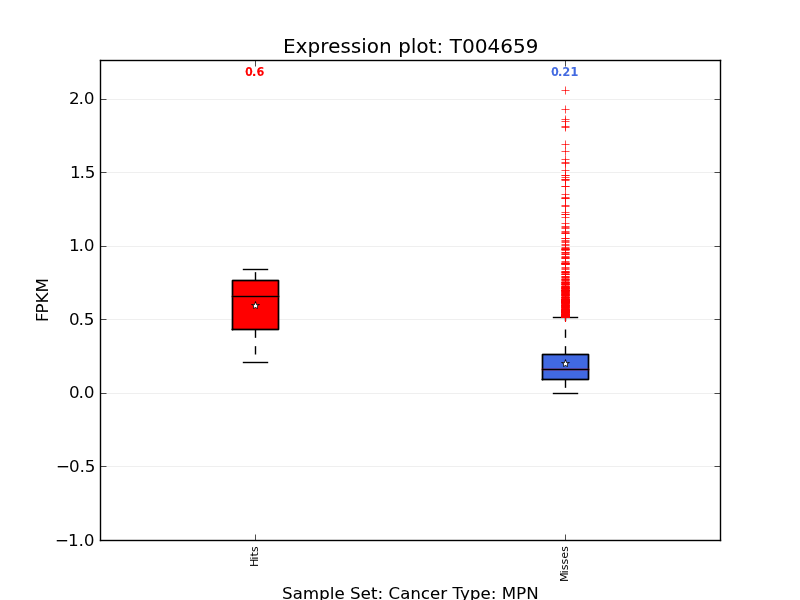 Expression plot: T004659
0.6
0.21
2.0
1.5
1.0
0.5
0.0
−0.5
−1.0
FPKM
Hits
Misses
Sample Set: Cancer Type: MPN